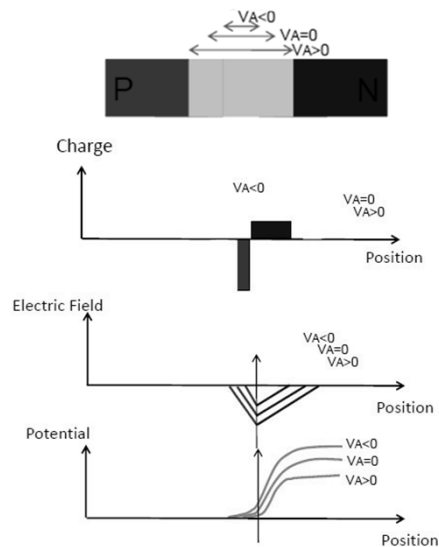 VA<0
VA=0
VA>0
P N
Charge
VA<0
VA=0
VA>0
Position
Electric Field
VA<0
VA=0
VA>0
Position
Potential
VA<0
VA=0
VA>0
Position